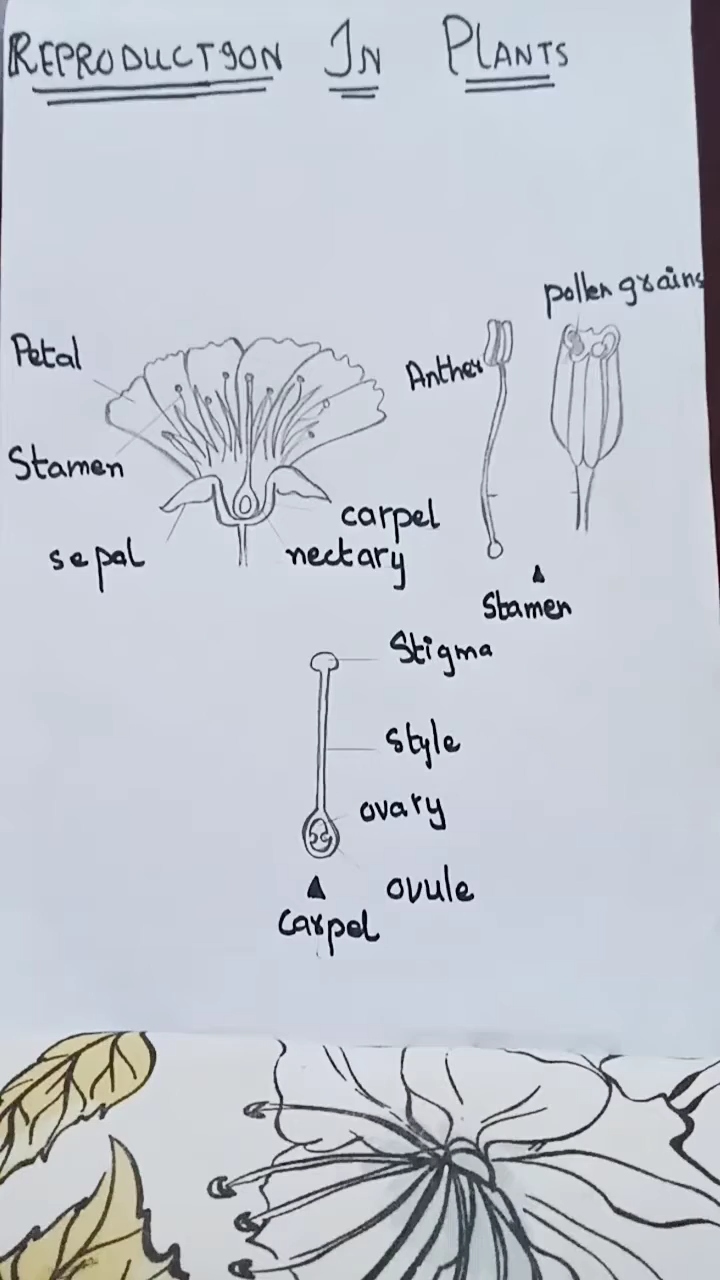 REPRODUCTION IN PLANTS
pollen grains
Petal
Anther
Stamen
carpel
sepal
nectary
Stamen
Stigma
style
ovary
ovule
Carpel